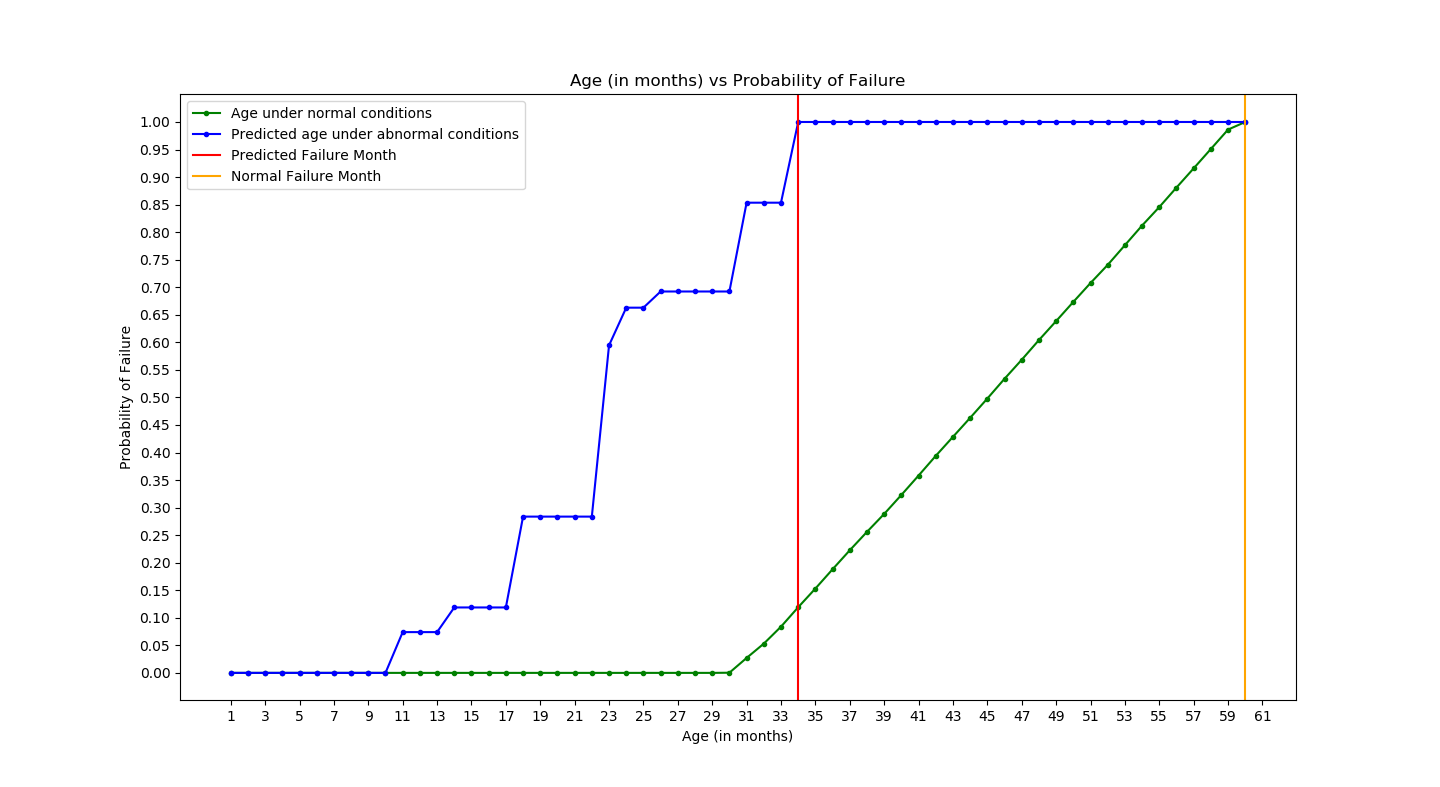 Age (in months) vs Probability of Failure
Age under normal conditions
Predicted age under abnormal conditions
Predicted Failure Month
Normal Failure Month
1.00
0.95
0.90
0.85
0.80
0.75
0.70
0.65
0.60
0.55
0.50
0.45
0.40
0.35
0.30
0.25
0.20
0.15
0.10
0.05
0.00
Probability of Failure
1 3 5 7 9 11 13 15 17 19 21 23 25 27 29 31 33 35 37 39 41 43 45 47 49 51 53 55 57 59 61
Age (in months)